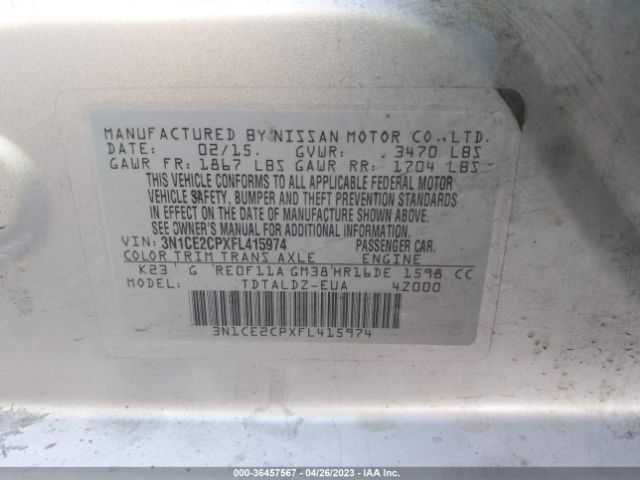 MANUFACTURED BY NISSAN MOTOR CO., LTD.
DATE: 02/15. GVWR: 3470 LBS
GAWR FR: 1867 LBS GAWR RR: 1704 LBS
THIS VEHICLE CONFORMS TO ALL APPLICABLE FEDERAL MOTOR
VEHICLE SAFETY, BUMPER AND THEFT PREVENTION STANDARDS
IN EFFECT ON THE DATE OF MANUFACTURE SHOWN ABOVE.
SEE OWNER'S MANUAL FOR ADDITIONAL INFORMATION.
VIN: 3N1CE2CPXFL415974 PASSENGER CAR.
COLOR TRIM TRANS AXLE ENGINE
K23 G RE0F11A GM38 HR16DE 1598 CC
MODEL: TDTALDZ-EUA 4Z000
3N1CE2CPXFL415974
000-36457567 - 04/26/2023 - IAA Inc.